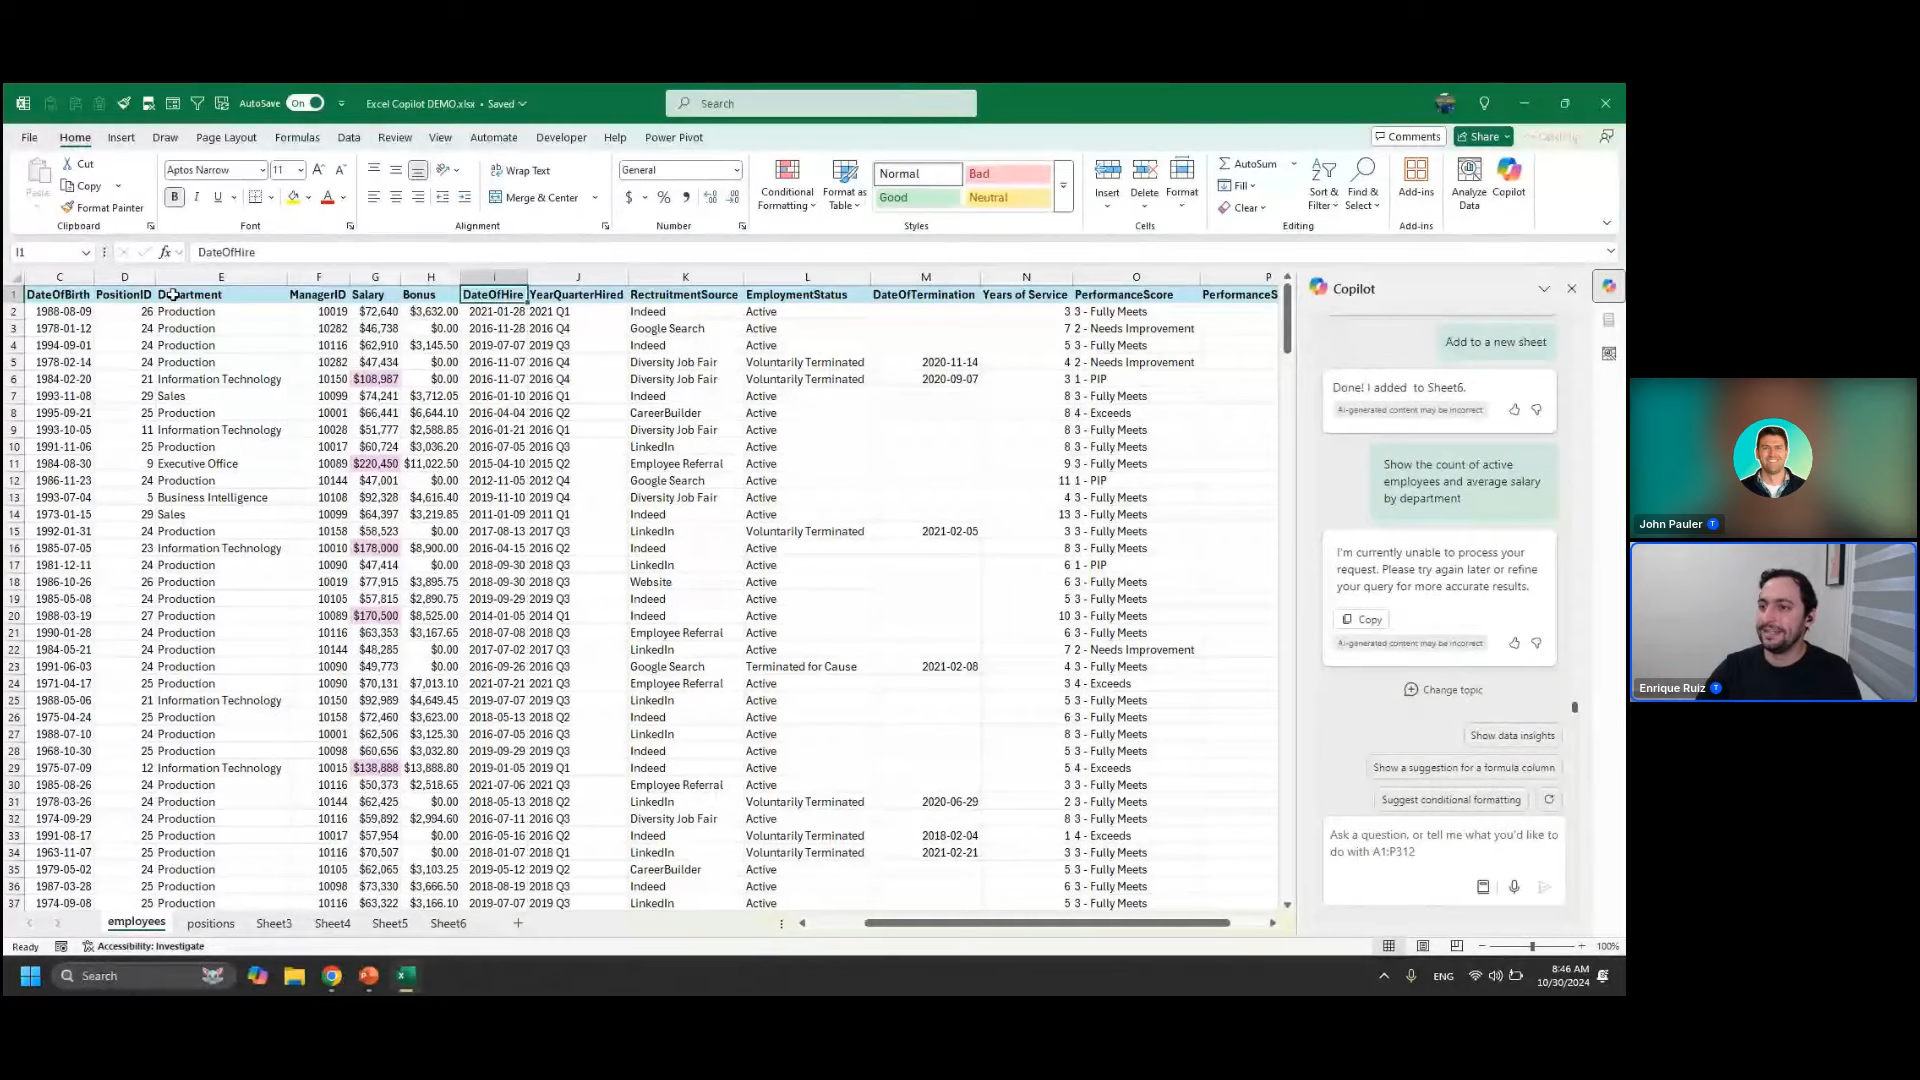 AutoSave On Excel Copilot DEMO.xlsx • Saved Search
File Home Insert Draw Page Layout Formulas Data Review View Automate Developer Help Power Pivot Comments Share
Paste Cut Copy Format Painter Clipboard
Aptos Narrow 11 B I U Font
Wrap Text Merge & Center Alignment
General $ % Number
Conditional Formatting Format as Table Normal Bad Good Neutral Styles
Insert Delete Format Cells
AutoSum Fill Clear Sort & Filter Find & Select Editing
Add-ins Add-ins Analyze Data Copilot
I1 fx DateOfHire
C D E F G H I J K L M N O P
1 DateOfBirth PositionID Department ManagerID Salary Bonus DateOfHire YearQuarterHired RectruitmentSource EmploymentStatus DateOfTermination Years of Service PerformanceScore PerformanceS
2 1988-08-09 26 Production 10019 $72,640 $3,632.00 2021-01-28 2021 Q1 Indeed Active 3 3 - Fully Meets
3 1978-01-12 24 Production 10282 $46,738 $0.00 2016-11-28 2016 Q4 Google Search Active 7 2 - Needs Improvement
4 1994-09-01 24 Production 10116 $62,910 $3,145.50 2019-07-07 2019 Q3 Indeed Active 5 3 - Fully Meets
5 1978-02-14 24 Production 10282 $47,434 $0.00 2016-11-07 2016 Q4 Diversity Job Fair Voluntarily Terminated 2020-11-14 4 2 - Needs Improvement
6 1984-02-20 21 Information Technology 10150 $108,987 $0.00 2016-11-07 2016 Q4 Diversity Job Fair Voluntarily Terminated 2020-09-07 3 1 - PIP
7 1993-11-08 29 Sales 10099 $74,241 $3,712.05 2016-01-10 2016 Q1 Indeed Active 8 3 - Fully Meets
8 1995-09-21 25 Production 10001 $66,441 $6,644.10 2016-04-04 2016 Q2 CareerBuilder Active 8 4 - Exceeds
9 1993-10-05 11 Information Technology 10028 $51,777 $2,588.85 2016-01-21 2016 Q1 Diversity Job Fair Active 8 3 - Fully Meets
10 1991-11-06 25 Production 10017 $60,724 $3,036.20 2016-07-05 2016 Q3 LinkedIn Active 8 3 - Fully Meets
11 1984-08-30 9 Executive Office 10089 $220,450 $11,022.50 2015-04-10 2015 Q2 Employee Referral Active 9 3 - Fully Meets
12 1986-11-23 24 Production 10144 $47,001 $0.00 2012-11-05 2012 Q4 Google Search Active 11 1 - PIP
13 1993-07-04 5 Business Intelligence 10108 $92,328 $4,616.40 2019-11-10 2019 Q4 Diversity Job Fair Active 4 3 - Fully Meets
14 1973-01-15 29 Sales 10099 $64,397 $3,219.85 2011-01-09 2011 Q1 Indeed Active 13 3 - Fully Meets
15 1992-01-31 24 Production 10158 $58,523 $0.00 2017-08-13 2017 Q3 LinkedIn Voluntarily Terminated 2021-02-05 3 3 - Fully Meets
16 1985-07-05 23 Information Technology 10010 $178,000 $8,900.00 2016-04-15 2016 Q2 Indeed Active 8 3 - Fully Meets
17 1981-12-11 24 Production 10090 $47,414 $0.00 2018-09-30 2018 Q3 LinkedIn Active 6 1 - PIP
18 1986-10-26 26 Production 10019 $77,915 $3,895.75 2018-09-30 2018 Q3 Website Active 6 3 - Fully Meets
19 1985-05-08 24 Production 10105 $57,815 $2,890.75 2019-09-29 2019 Q3 Indeed Active 5 3 - Fully Meets
20 1988-03-19 27 Production 10089 $170,500 $8,525.00 2014-01-05 2014 Q1 Indeed Active 10 3 - Fully Meets
21 1990-01-28 24 Production 10116 $63,353 $3,167.65 2018-07-08 2018 Q3 Employee Referral Active 6 3 - Fully Meets
22 1984-05-21 24 Production 10144 $48,285 $0.00 2017-07-02 2017 Q3 LinkedIn Active 7 2 - Needs Improvement
23 1991-06-03 24 Production 10090 $49,773 $0.00 2016-09-26 2016 Q3 Google Search Terminated for Cause 2021-02-08 4 3 - Fully Meets
24 1971-04-17 25 Production 10090 $70,131 $7,013.10 2021-07-21 2021 Q3 Employee Referral Active 3 4 - Exceeds
25 1988-05-06 21 Information Technology 10150 $92,989 $4,649.45 2015-07-05 2015 Q3 LinkedIn Active 9 3 - Fully Meets
26 1975-04-24 25 Production 10158 $72,460 $3,623.00 2018-05-13 2018 Q2 Indeed Active 6 3 - Fully Meets
27 1988-07-10 24 Production 10001 $62,506 $3,125.30 2015-07-05 2015 Q3 LinkedIn Active 8 3 - Fully Meets
28 1968-10-30 25 Production 10098 $60,656 $3,032.80 2019-09-29 2019 Q3 Indeed Active 5 3 - Fully Meets
29 1975-07-09 12 Information Technology 10015 $138,888 $13,888.80 2019-01-05 2019 Q1 Indeed Active 5 4 - Exceeds
30 1985-08-26 24 Production 10116 $50,373 $2,518.65 2021-07-06 2021 Q3 Employee Referral Active 3 3 - Fully Meets
31 1978-03-26 24 Production 10144 $62,425 $0.00 2018-05-13 2018 Q2 LinkedIn Voluntarily Terminated 2020-06-29 2 3 - Fully Meets
32 1974-09-29 24 Production 10116 $59,892 $2,994.60 2016-07-11 2016 Q3 Diversity Job Fair Active 8 3 - Fully Meets
33 1991-08-17 25 Production 10017 $57,954 $0.00 2016-05-16 2016 Q2 Indeed Voluntarily Terminated 2018-02-04 1 4 - Exceeds
34 1963-11-07 25 Production 10116 $70,507 $0.00 2018-01-07 2018 Q1 LinkedIn Voluntarily Terminated 2021-02-21 3 3 - Fully Meets
35 1979-05-02 24 Production 10105 $62,065 $3,103.25 2019-05-12 2019 Q2 CareerBuilder Active 5 3 - Fully Meets
36 1987-03-28 25 Production 10098 $73,330 $3,666.50 2018-08-19 2018 Q3 Indeed Active 6 3 - Fully Meets
37 1974-09-08 25 Production 10116 $63,322 $3,166.10 2019-07-07 2019 Q3 Indeed Active 5 3 - Fully Meets
employees positions Sheet3 Sheet4 Sheet5 Sheet6
Ready Accessibility: Investigate 100%
Copilot
Add to a new sheet
Done! I added to Sheet6.
AI-generated content may be incorrect
Show the count of active
employees and average salary
by department
I'm currently unable to process your
request. Please try again later or refine
your query for more accurate results.
Copy
AI-generated content may be incorrect
Change topic
Show data insights
Show a suggestion for a formula column
Suggest conditional formatting
Ask a question, or tell me what you'd like to
do with A1:P312
Search ENG 8:46 AM
10/30/2024
John Pauler
Enrique Ruiz